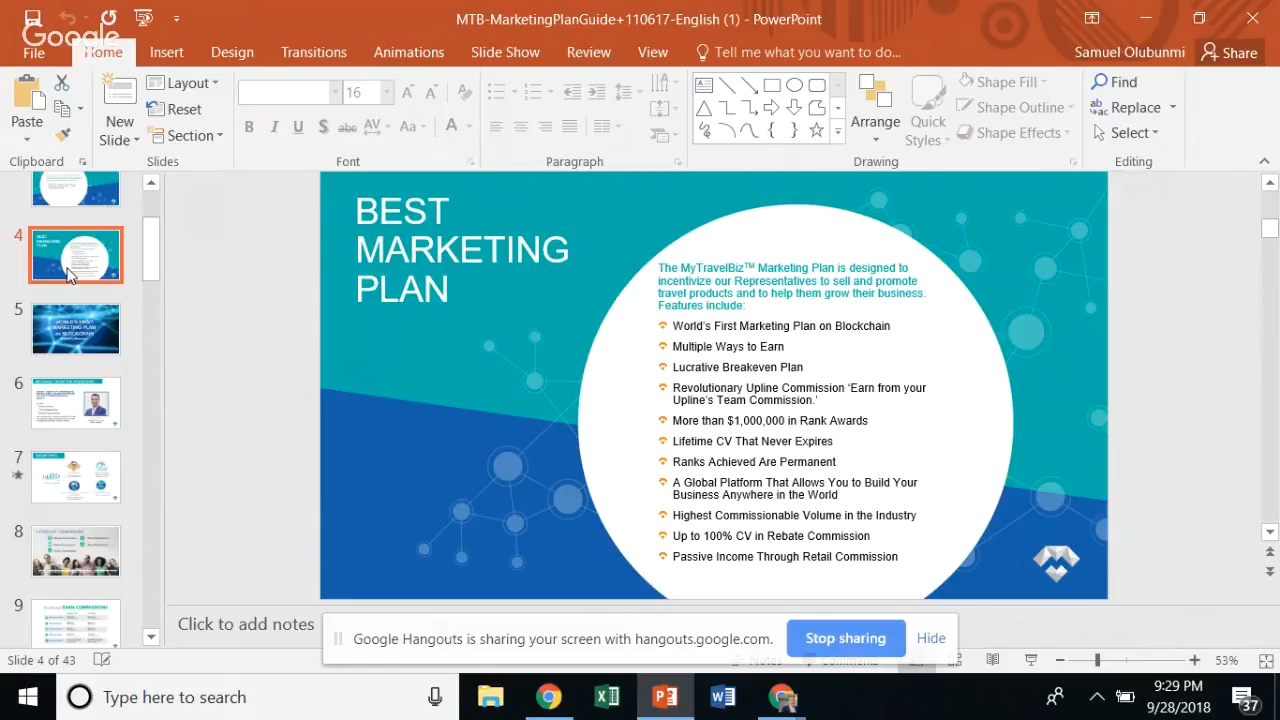 MTB-MarketingPlanGuide+110617-English (1) - PowerPoint
Google
File Home Insert Design Transitions Animations Slide Show Review View Tell me what you want to do... Samuel Olubunmi Share
Paste
Clipboard
New
Slide
Layout
Reset
Section
Slides
16
B I U S abc AV Aa A
Font
Paragraph
Arrange
Quick
Styles
Shape Fill
Shape Outline
Shape Effects
Drawing
Find
Replace
Select
Editing
4
5
6
7
8
9
BEST
MARKETING
PLAN
The MyTravelBiz™ Marketing Plan is designed to
incentivize our Representatives to sell and promote
travel products and to help them grow their business.
Features include:
World's First Marketing Plan on Blockchain
Multiple Ways to Earn
Lucrative Breakeven Plan
Revolutionary Upline Commission 'Earn from your
Upline's Team Commission.'
More than $1,000,000 in Rank Awards
Lifetime CV That Never Expires
Ranks Achieved Are Permanent
A Global Platform That Allows You to Build Your
Business Anywhere in the World
Highest Commissionable Volume in the Industry
Up to 100% CV in Rebate Commission
Passive Income Through Retail Commission
Click to add notes
Google Hangouts is sharing your screen with hangouts.google.com. Stop sharing Hide
Slide 4 of 43
53%
Type here to search
9:29 PM
9/28/2018
37